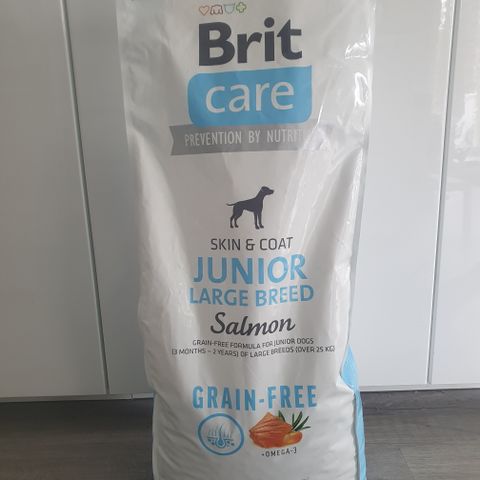 Brit
care
PREVENTION BY
SKIN & COAT
JUNIOR
LARGE BREED
Salmon
GRAIN-FREE FORMULA FOR JUNIOR DOGS
(3 MONTHS – 2 YEARS) OF LARGE BREEDS (OVER 25 KG)
GRAIN-FREE
+OMEGA-3